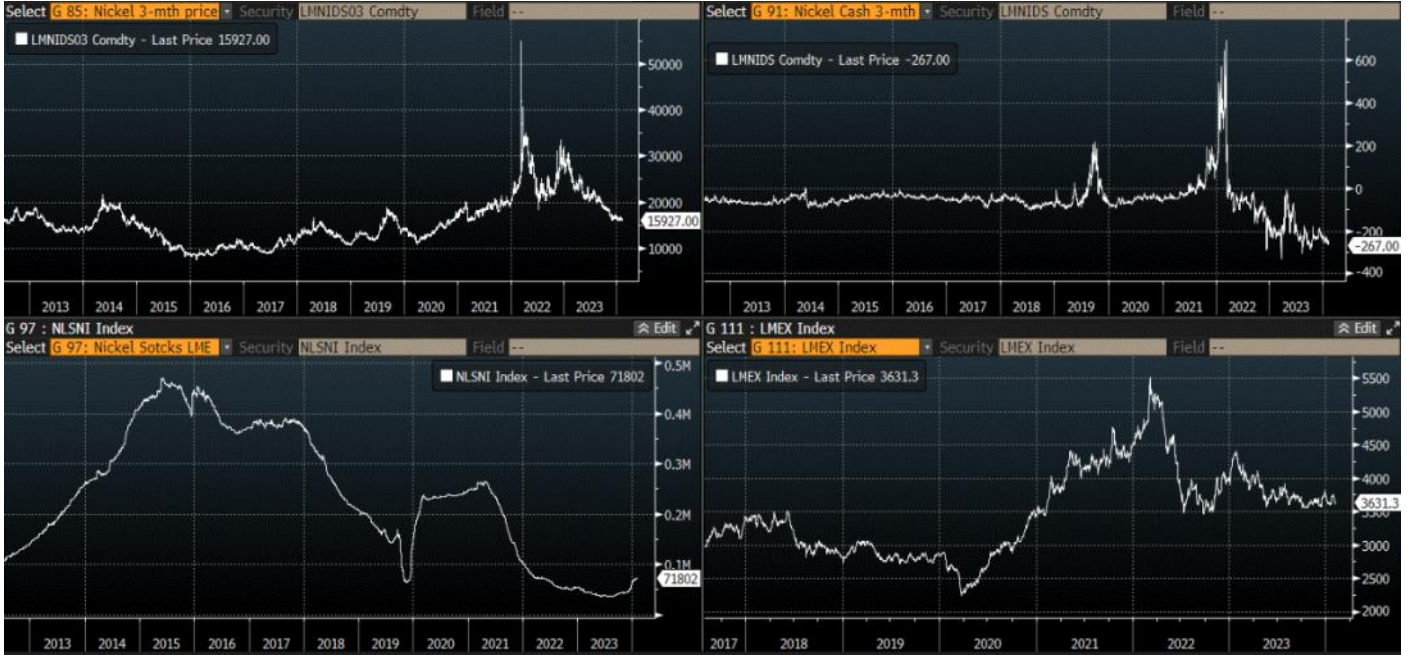 Select G 85: Nickel 3-mth price Security LMNIDS03 Comdty Field --
LMNIDS03 Comdty - Last Price 15927.00
50000
40000
30000
20000
15927.00
10000
2013 2014 2015 2016 2017 2018 2019 2020 2021 2022 2023
Select G 91: Nickel Cash 3-mth Security LMNIDS Comdty Field --
LMNIDS Comdty - Last Price -267.00
600
400
200
0
-200
-267.00
-400
2013 2014 2015 2016 2017 2018 2019 2020 2021 2022 2023
G 97 : NLSNI Index Edit
Select G 97: Nickel Sotcks LME Security NLSNI Index Field --
NLSNI Index - Last Price 71802
0.5M
0.4M
0.3M
0.2M
0.1M
71802
2013 2014 2015 2016 2017 2018 2019 2020 2021 2022 2023
G 111 : LMEX Index Edit
Select G 111: LMEX Index Security LMEX Index Field --
LMEX Index - Last Price 3631.3
5500
5000
4500
4000
3631.3
3500
3000
2500
2000
2017 2018 2019 2020 2021 2022 2023